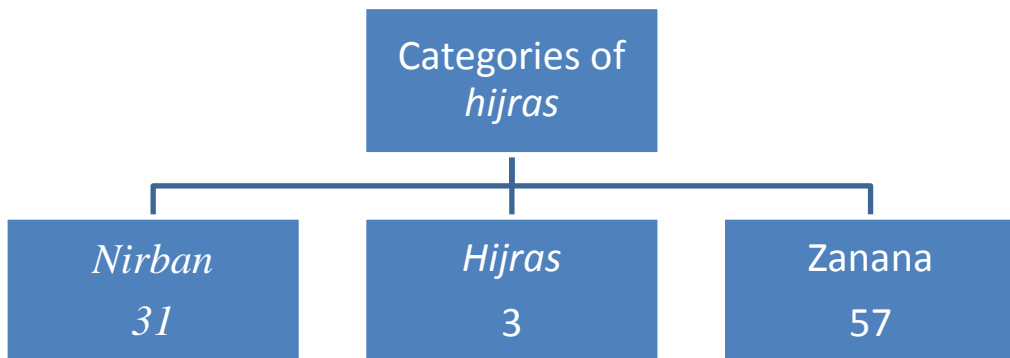 Categories of
hijras
Nirban
31
Hijras
3
Zanana
57